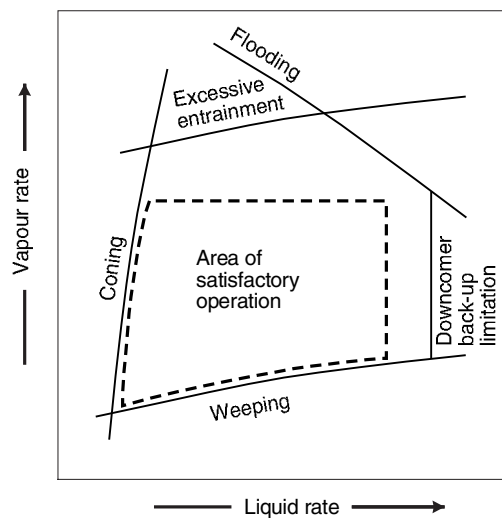 Flooding
Excessive
entrainment
Vapour rate
Coning
Area of
satisfactory
operation
Downcomer
back-up
limitation
Weeping
Liquid rate